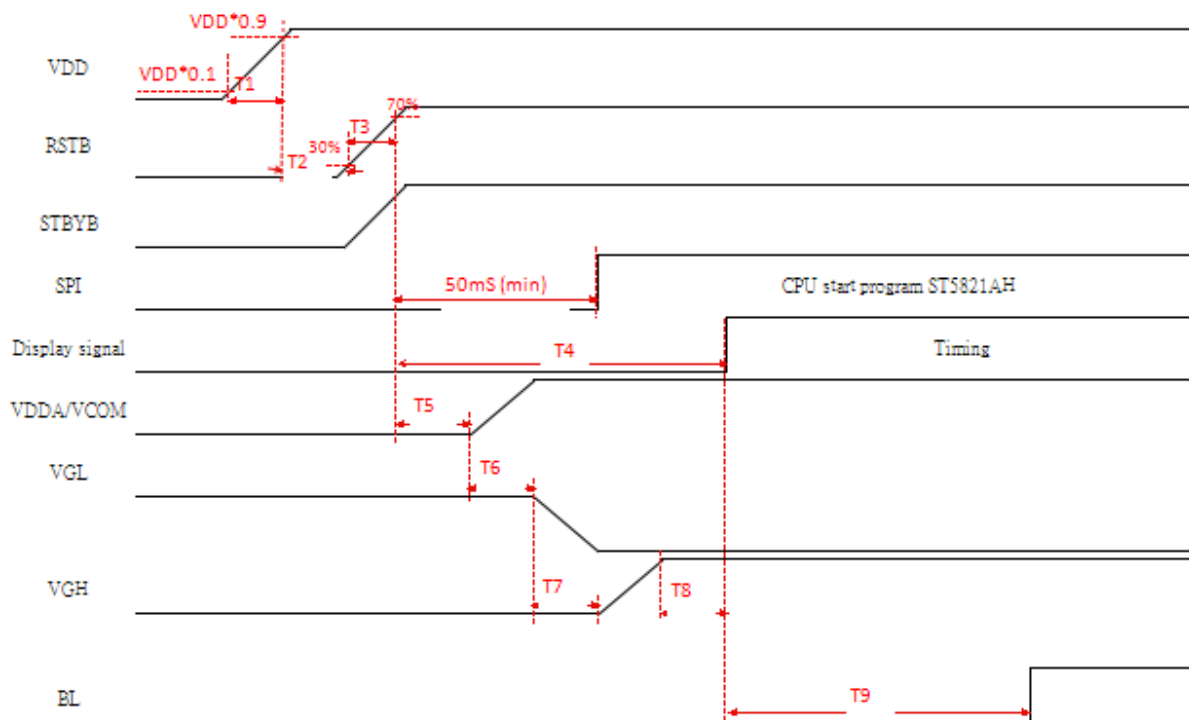 VDD*0.9
VDD
VDD*0.1
T1
70%
RSTB
T3
30%
T2
STBYB
SPI
50mS (min)
CPU start program ST5821AH
Display signal
T4
Timing
VDDA/VCOM
T5
VGL
T6
VGH
T7
T8
BL
T9